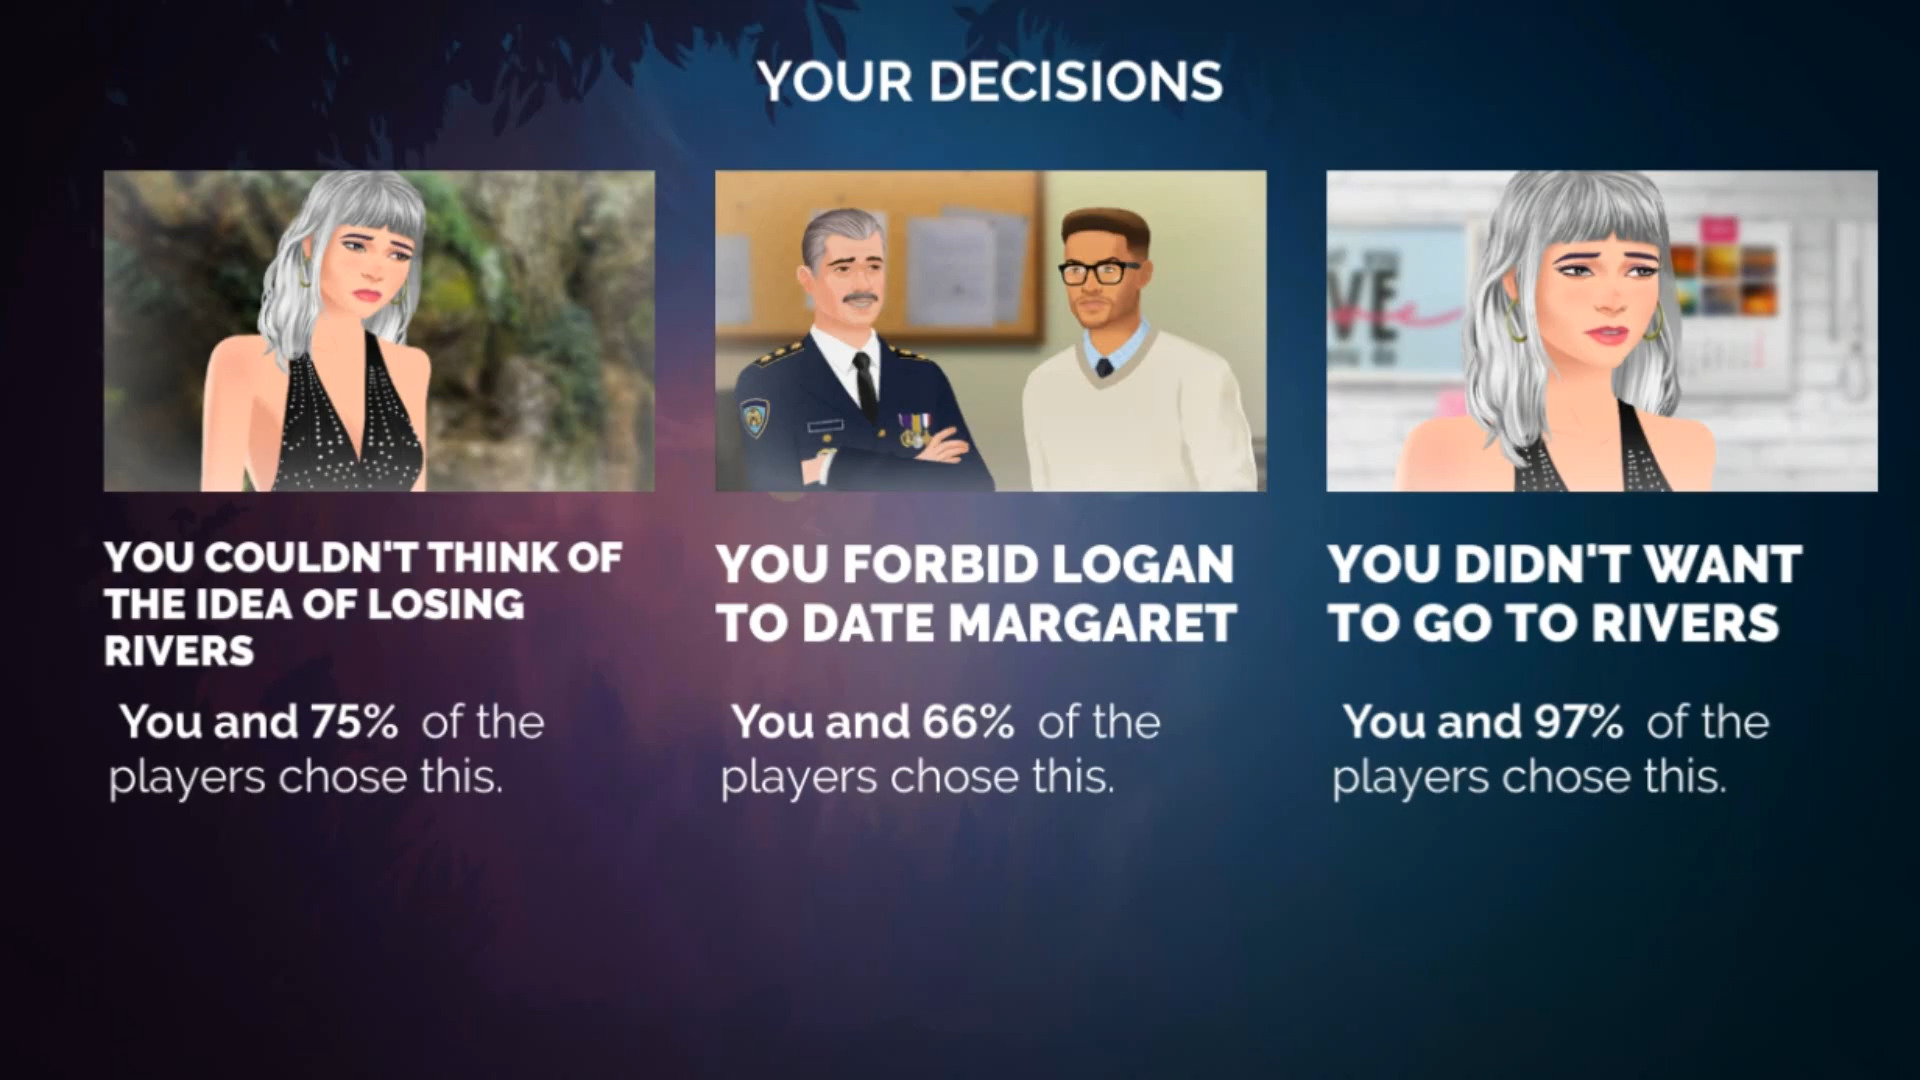 YOUR DECISIONS
VE
YOU COULDN'T THINK OF
THE IDEA OF LOSING
RIVERS
You and 75% of the
players chose this.
YOU FORBID LOGAN
TO DATE MARGARET
You and 66% of the
players chose this.
YOU DIDN'T WANT
TO GO TO RIVERS
You and 97% of the
players chose this.